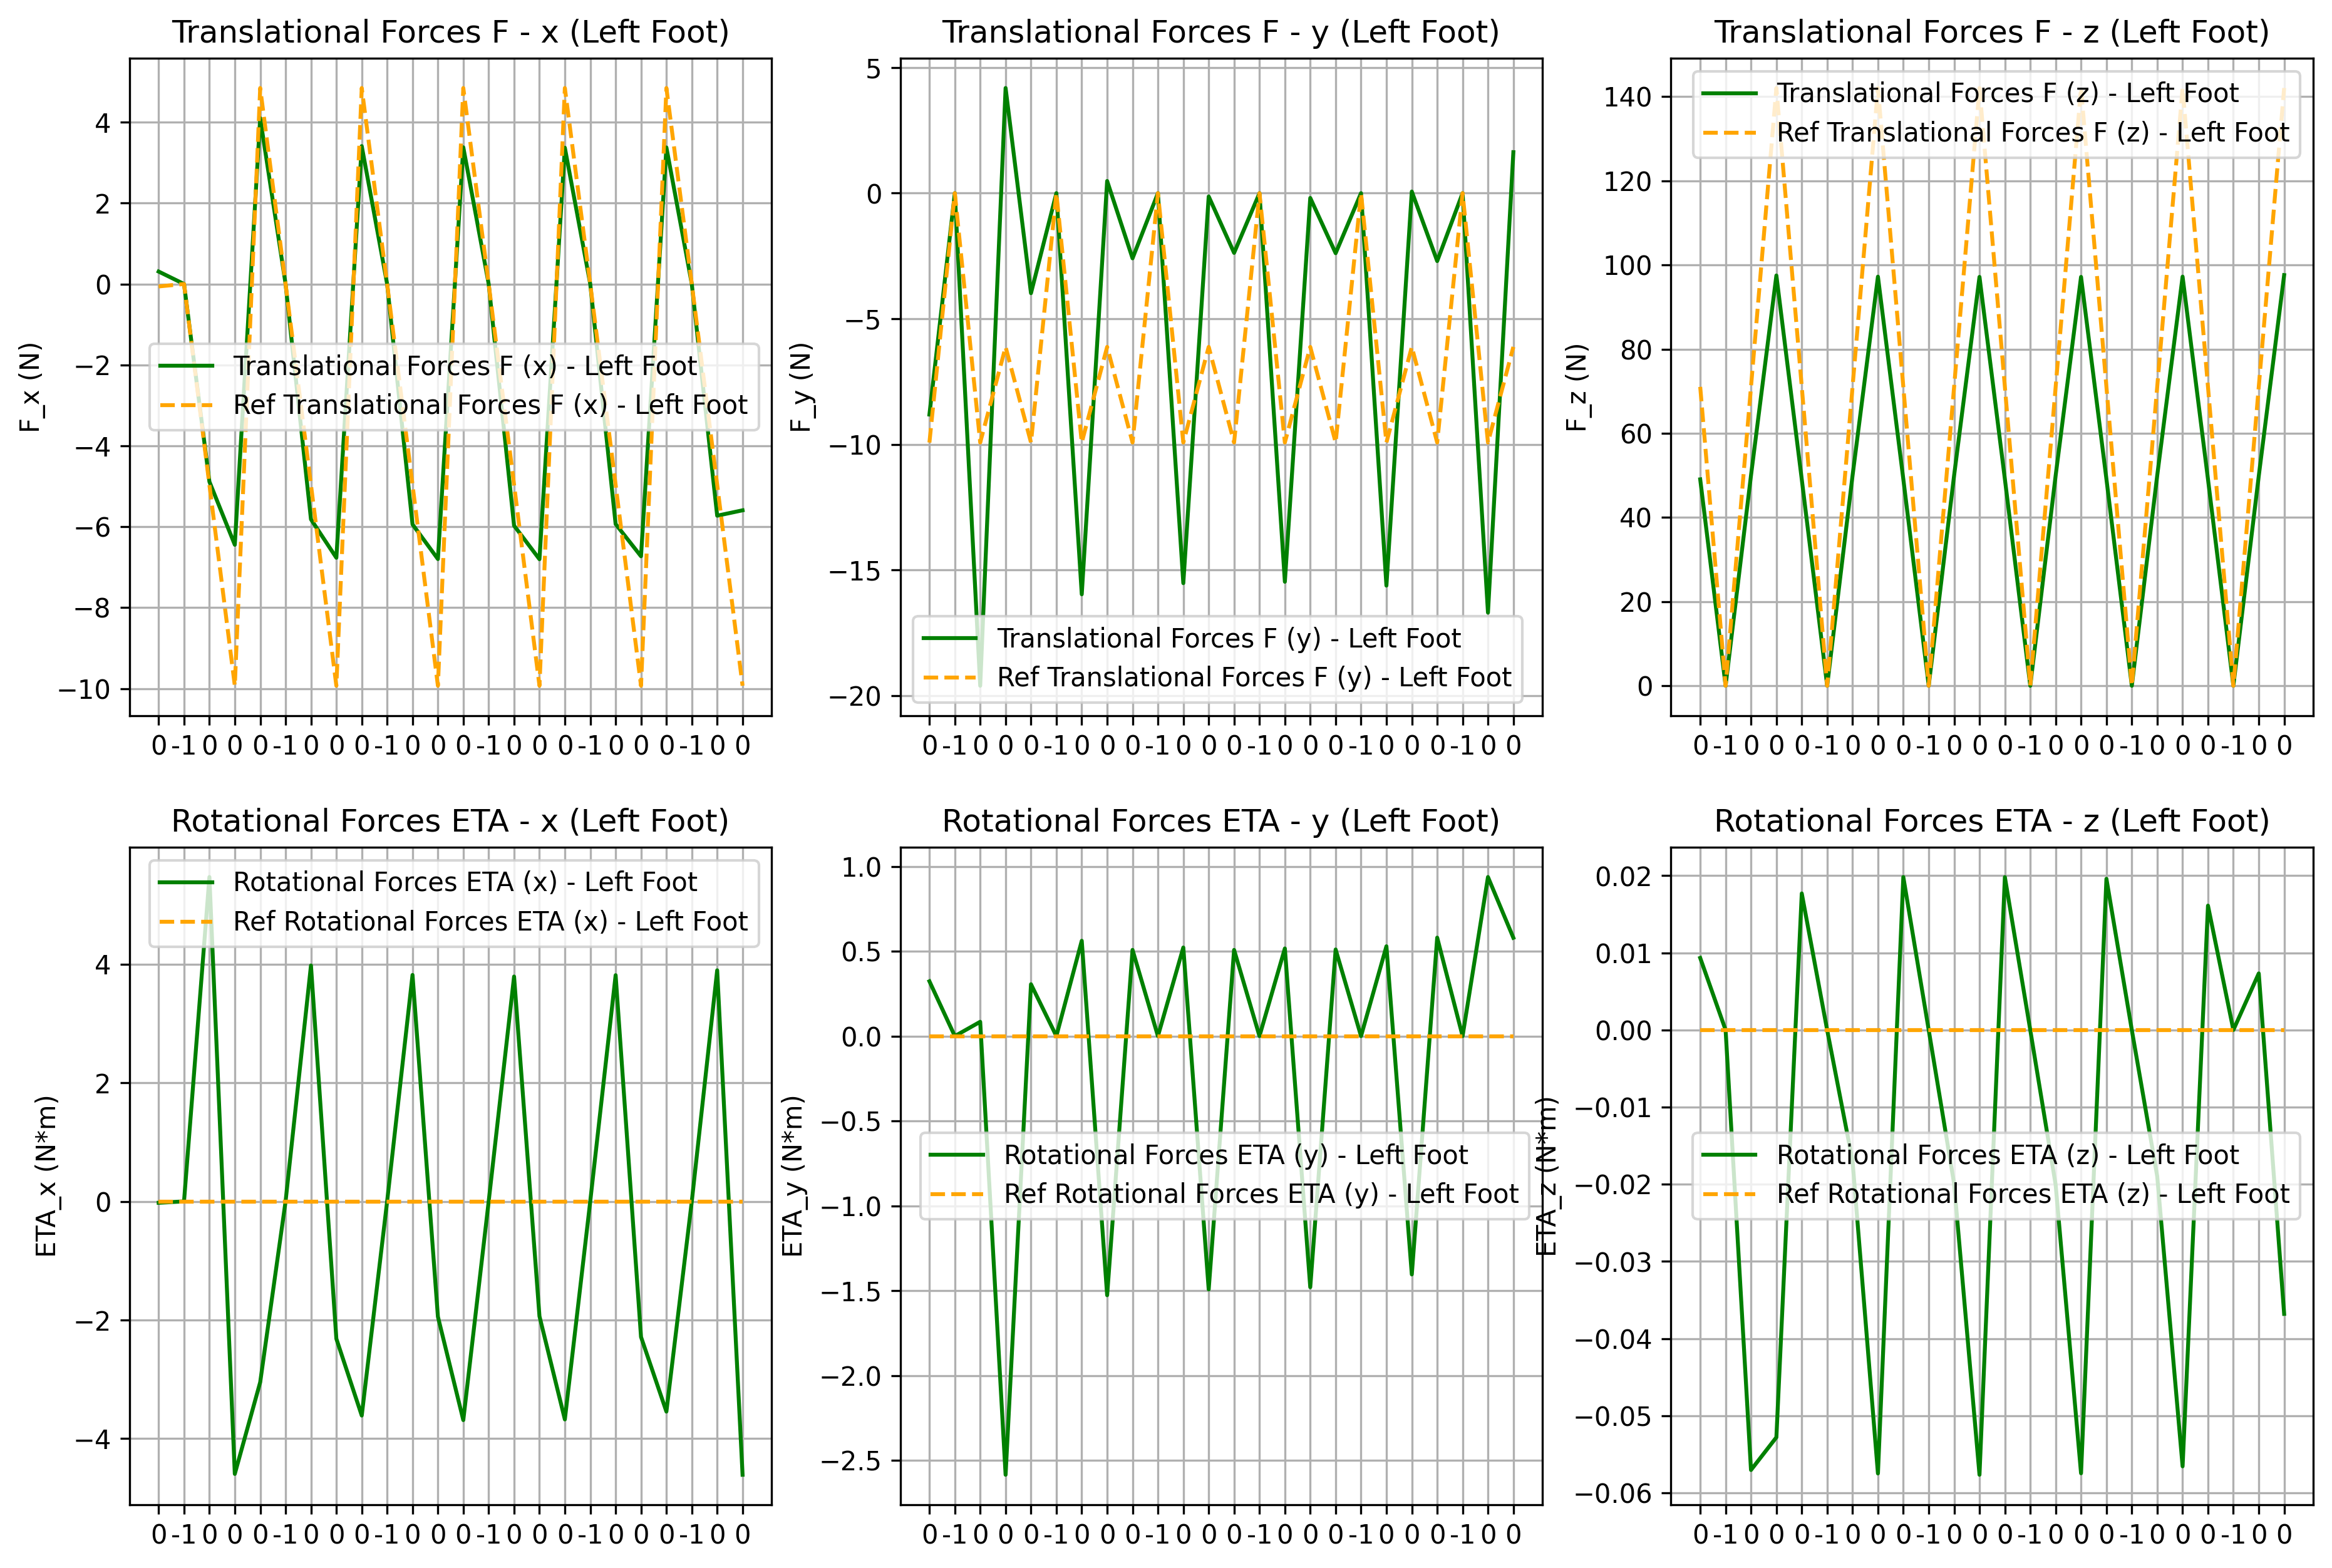 Translational Forces F - x (Left Foot)
4
2
0
−2
−4
−6
−8
−10
F_x (N)
Translational Forces F (x) - Left Foot
Ref Translational Forces F (x) - Left Foot
0 -1 0 0 0 -1 0 0 0 -1 0 0 0 -1 0 0 0 -1 0 0 0 -1 0 0
Translational Forces F - y (Left Foot)
5
0
−5
−10
−15
−20
F_y (N)
Translational Forces F (y) - Left Foot
Ref Translational Forces F (y) - Left Foot
0 -1 0 0 0 -1 0 0 0 -1 0 0 0 -1 0 0 0 -1 0 0 0 -1 0 0
Translational Forces F - z (Left Foot)
140
120
100
80
60
40
20
0
F_z (N)
Translational Forces F (z) - Left Foot
Ref Translational Forces F (z) - Left Foot
0 -1 0 0 0 -1 0 0 0 -1 0 0 0 -1 0 0 0 -1 0 0 0 -1 0 0
Rotational Forces ETA - x (Left Foot)
4
2
0
−2
−4
ETA_x (N*m)
Rotational Forces ETA (x) - Left Foot
Ref Rotational Forces ETA (x) - Left Foot
0 -1 0 0 0 -1 0 0 0 -1 0 0 0 -1 0 0 0 -1 0 0 0 -1 0 0
Rotational Forces ETA - y (Left Foot)
1.0
0.5
0.0
−0.5
−1.0
−1.5
−2.0
−2.5
ETA_y (N*m)
Rotational Forces ETA (y) - Left Foot
Ref Rotational Forces ETA (y) - Left Foot
0 -1 0 0 0 -1 0 0 0 -1 0 0 0 -1 0 0 0 -1 0 0 0 -1 0 0
Rotational Forces ETA - z (Left Foot)
0.02
0.01
0.00
−0.01
−0.02
−0.03
−0.04
−0.05
−0.06
ETA_z (N*m)
Rotational Forces ETA (z) - Left Foot
Ref Rotational Forces ETA (z) - Left Foot
0 -1 0 0 0 -1 0 0 0 -1 0 0 0 -1 0 0 0 -1 0 0 0 -1 0 0